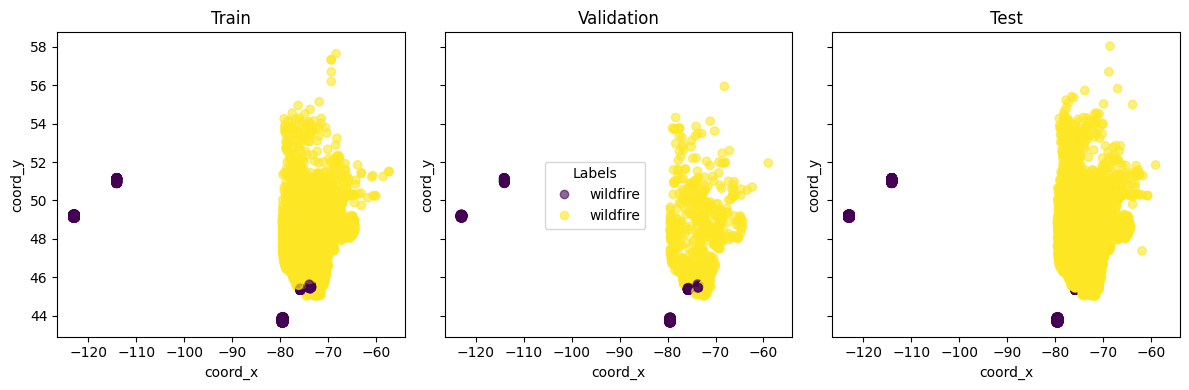 Train
Validation
Test
58
56
54
52
50
48
46
44
coord_y
coord_y
coord_y
Labels
wildfire
wildfire
−120 −110 −100 −90 −80 −70 −60
−120 −110 −100 −90 −80 −70 −60
−120 −110 −100 −90 −80 −70 −60
coord_x
coord_x
coord_x